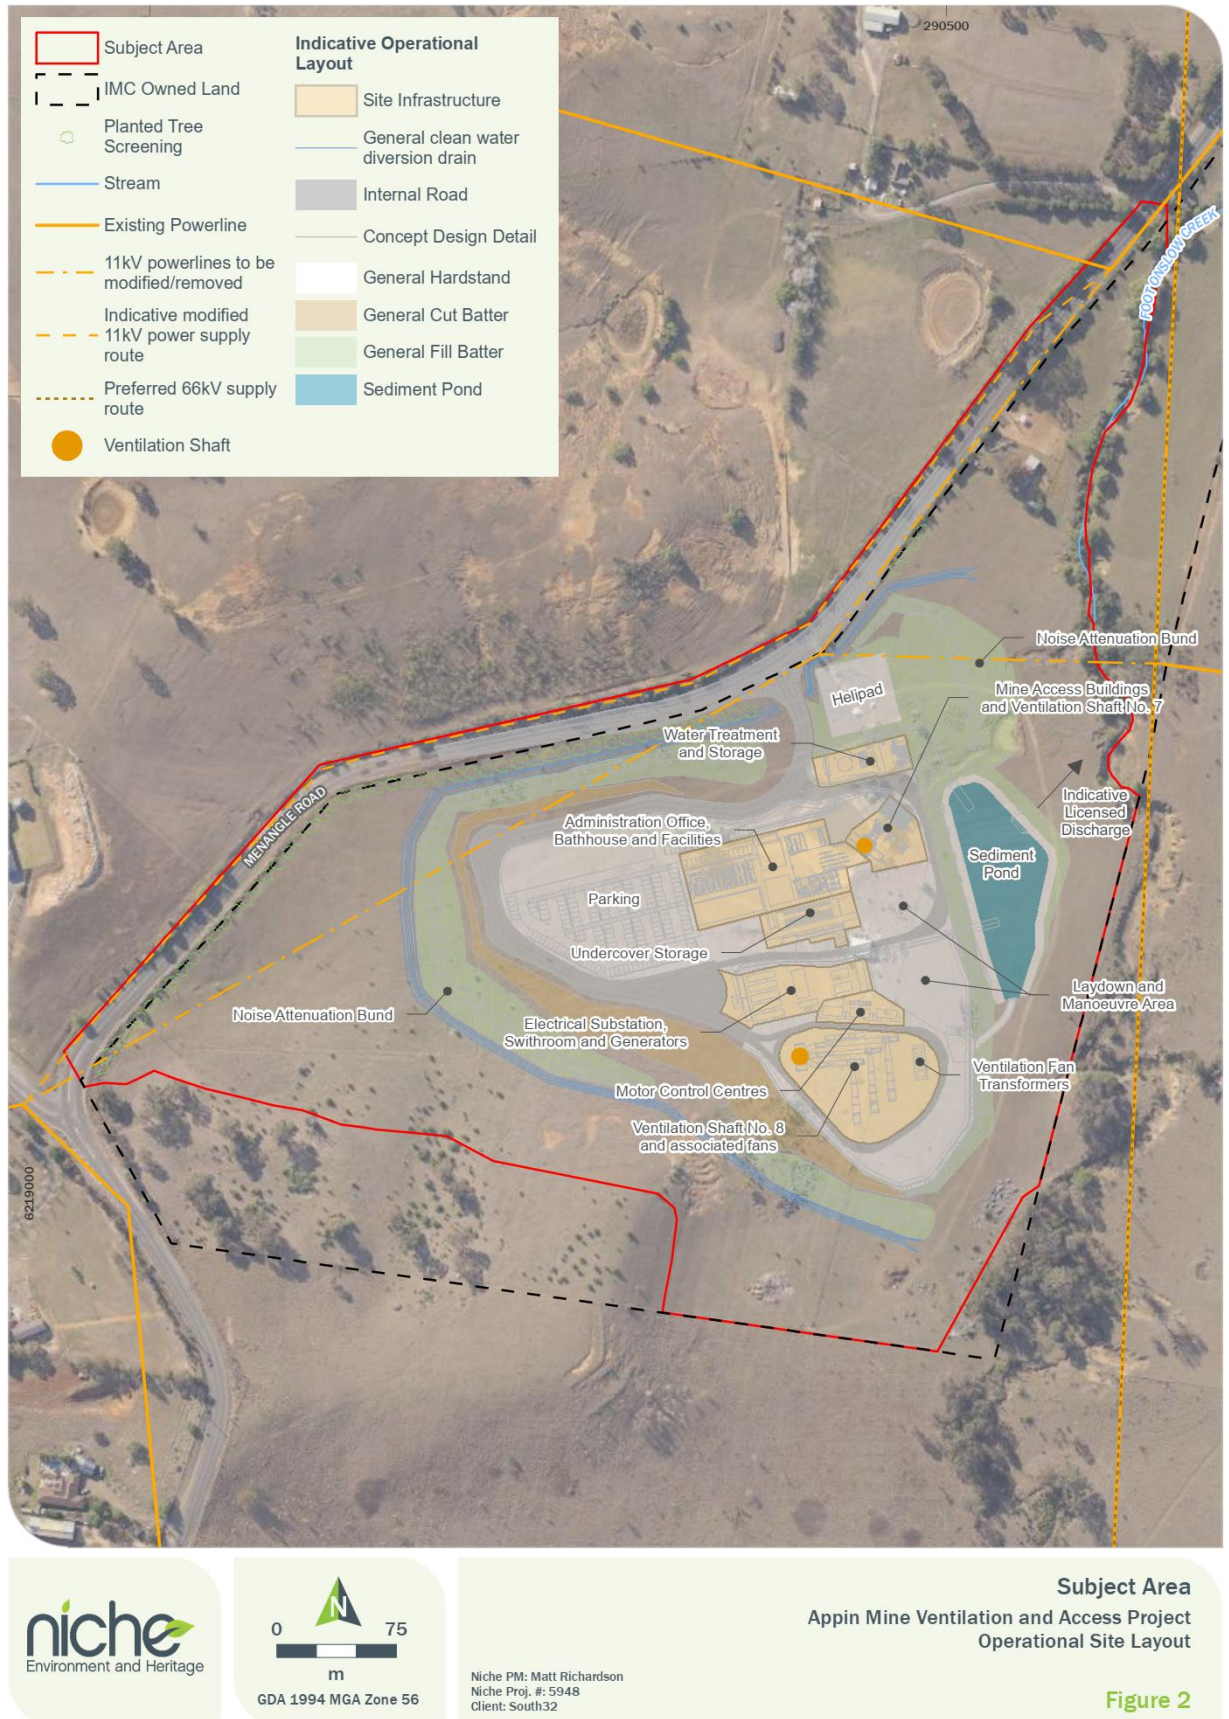 Subject Area
IMC Owned Land
Planted Tree
Screening
Stream
Existing Powerline
11kV powerlines to be
modified/removed
Indicative modified
11kV power supply
route
Preferred 66kV supply
route
Ventilation Shaft
Indicative Operational
Layout
Site Infrastructure
General clean water
diversion drain
Internal Road
Concept Design Detail
General Hardstand
General Cut Batter
General Fill Batter
Sediment Pond
290500
FOOT ONSLOW CREEK
Noise Attenuation Bund
Helipad
Mine Access Buildings
and Ventilation Shaft No. 7
Water Treatment
and Storage
Indicative
Licensed
Discharge
MENANGLE ROAD
Administration Office,
Bathhouse and Facilities
Sediment
Pond
Parking
Undercover Storage
Laydown and
Manoeuvre Area
Noise Attenuation Bund
Electrical Substation,
Swithroom and Generators
Ventilation Fan
Transformers
Motor Control Centres
Ventilation Shaft No. 8
and associated fans
6219000
niche
Environment and Heritage
N
0 75
m
GDA 1994 MGA Zone 56
Niche PM: Matt Richardson
Niche Proj. #: 5948
Client: South32
Subject Area
Appin Mine Ventilation and Access Project
Operational Site Layout
Figure 2